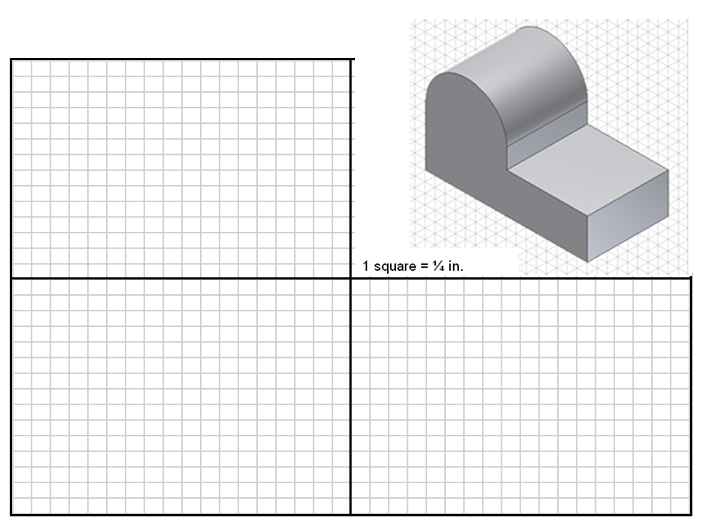 1 square = ¼ in.